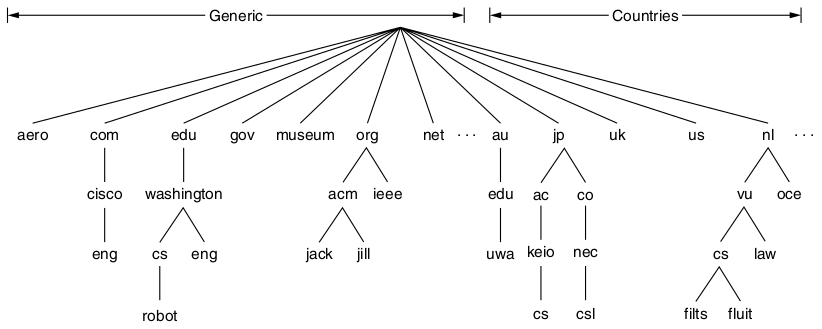 Generic Countries
aero com edu gov museum org net ... au jp uk us nl ...
cisco washington acm ieee edu ac co vu oce
eng cs eng jack jill uwa keio nec cs law
robot cs csl filts fluit